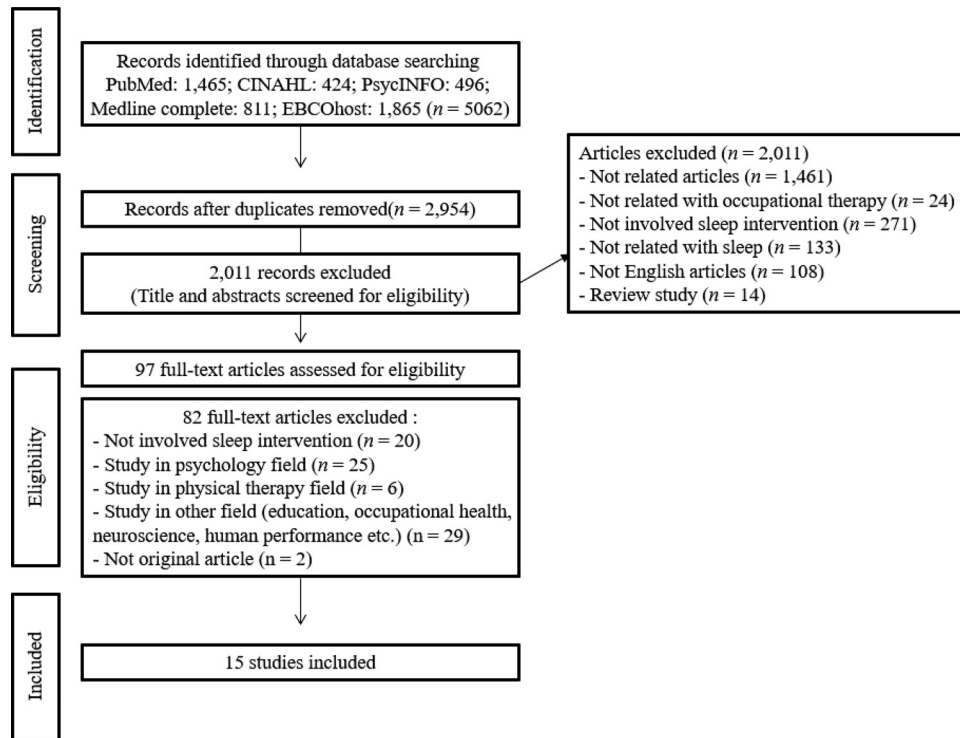 Identification
Records identified through database searching
PubMed: 1,465; CINAHL: 424; PsycINFO: 496;
Medline complete: 811; EBCOhost: 1,865 (n = 5062)
Screening
Records after duplicates removed(n = 2,954)
2,011 records excluded
(Title and abstracts screened for eligibility)
Articles excluded (n = 2,011)
- Not related articles (n = 1,461)
- Not related with occupational therapy (n = 24)
- Not involved sleep intervention (n = 271)
- Not related with sleep (n = 133)
- Not English articles (n = 108)
- Review study (n = 14)
Eligibility
97 full-text articles assessed for eligibility
82 full-text articles excluded :
- Not involved sleep intervention (n = 20)
- Study in psychology field (n = 25)
- Study in physical therapy field (n = 6)
- Study in other field (education, occupational health,
neuroscience, human performance etc.) (n = 29)
- Not original article (n = 2)
Included
15 studies included